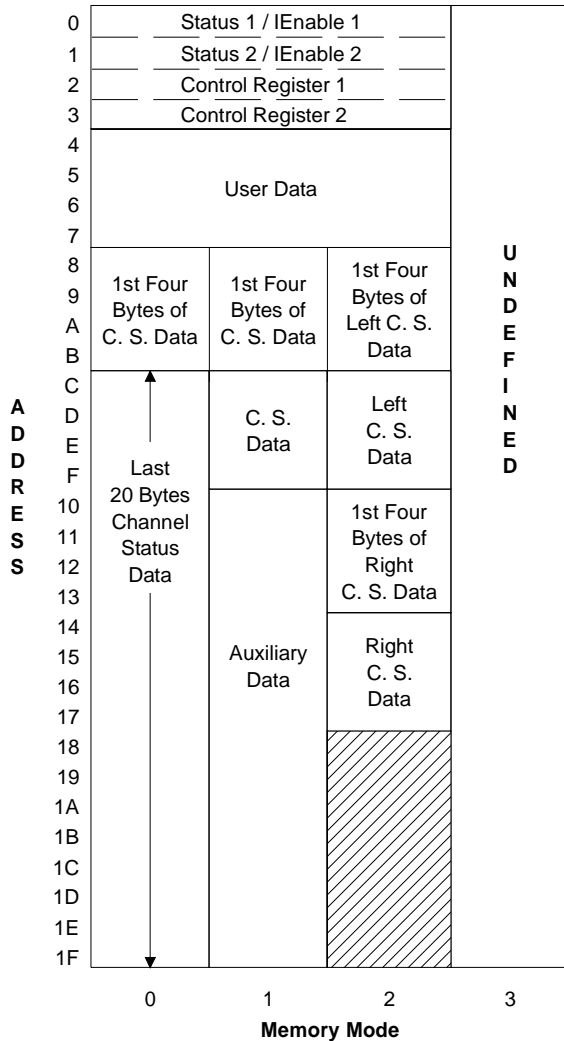 0
Status 1 / IEnable 1
1
Status 2 / IEnable 2
2
Control Register 1
3
Control Register 2
4
5
6
7
User Data
8
9
A
B
1st Four
Bytes of
C. S. Data
1st Four
Bytes of
C. S. Data
1st Four
Bytes of
Left C. S.
Data
C
D
E
F
10
11
12
13
14
15
16
17
18
19
1A
1B
1C
1D
1E
1F
Last
20 Bytes
Channel
Status
Data
C. S.
Data
Auxiliary
Data
Left
C. S.
Data
1st Four
Bytes of
Right
C. S. Data
Right
C. S.
Data
UNDEFINED
ADDRESS
0 1 2 3
Memory Mode